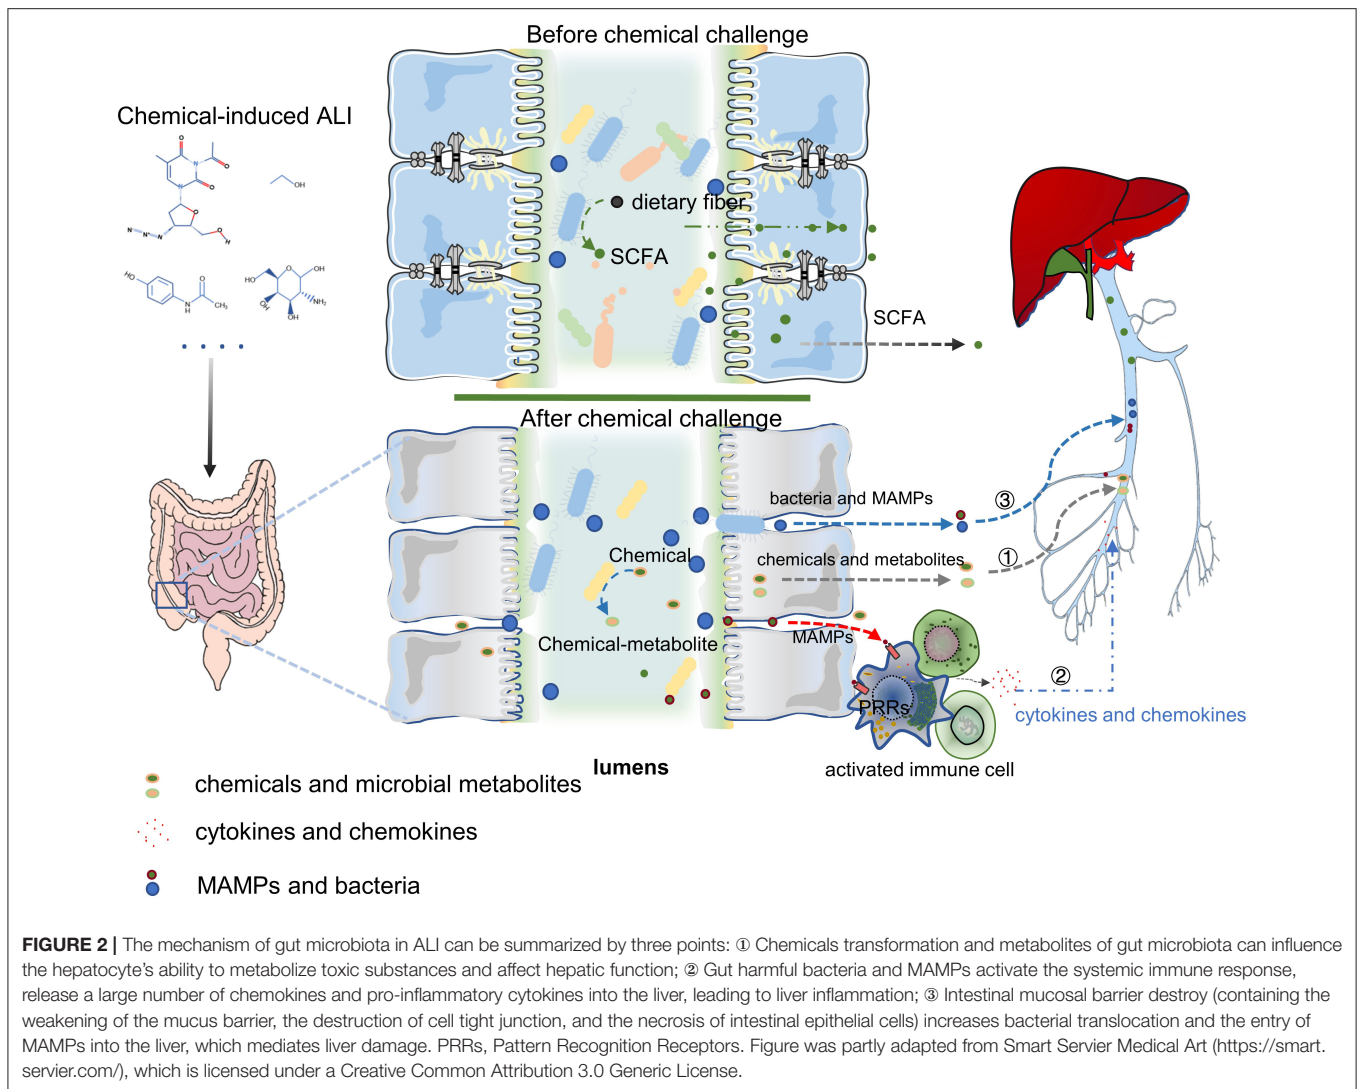 Before chemical challenge
Chemical-induced ALI
N
O
O
N
O
O
N
N
N
O
H
OH
HO
O
N
H
CH₃
HO
O
OH
HO
NH₂
OH
OH
dietary fiber
SCFA
SCFA
After chemical challenge
bacteria and MAMPs
③
Chemical
chemicals and metabolites
①
Chemical-metabolite
MAMPs
②
PRRs
cytokines and chemokines
lumens
activated immune cell
chemicals and microbial metabolites
cytokines and chemokines
MAMPs and bacteria
FIGURE 2 | The mechanism of gut microbiota in ALI can be summarized by three points: ① Chemicals transformation and metabolites of gut microbiota can influence
the hepatocyte's ability to metabolize toxic substances and affect hepatic function; ② Gut harmful bacteria and MAMPs activate the systemic immune response,
release a large number of chemokines and pro-inflammatory cytokines into the liver, leading to liver inflammation; ③ Intestinal mucosal barrier destroy (containing the
weakening of the mucus barrier, the destruction of cell tight junction, and the necrosis of intestinal epithelial cells) increases bacterial translocation and the entry of
MAMPs into the liver, which mediates liver damage. PRRs, Pattern Recognition Receptors. Figure was partly adapted from Smart Servier Medical Art (https://smart.
servier.com/), which is licensed under a Creative Common Attribution 3.0 Generic License.